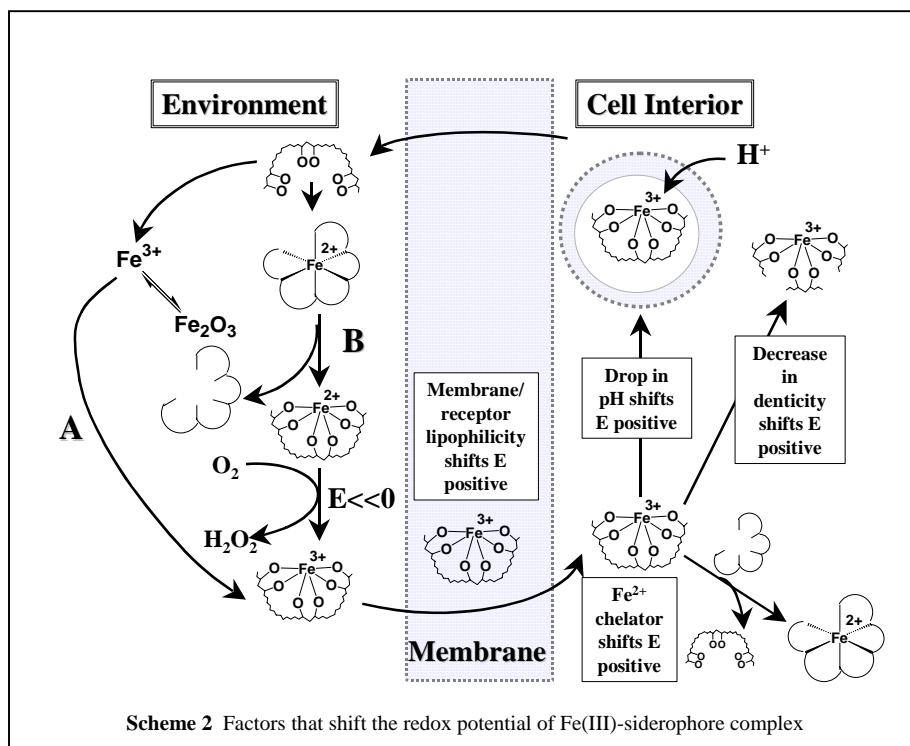 Environment
Cell Interior
O O
O O
O O
H⁺
3+
Fe
O O
O O
O O
3+
Fe
O O
O O
O O
2+
Fe
Fe³⁺
Fe₂O₃
B
A
2+
Fe
O O
O O
O O
O₂
E<<0
H₂O₂
3+
Fe
O O
O O
O O
Membrane/
receptor
lipophilicity
shifts E
positive
3+
Fe
O O
O O
O O
Membrane
Drop in
pH shifts
E positive
Decrease
in
denticity
shifts E
positive
3+
Fe
O O
O O
O O
Fe²⁺
chelator
shifts E
positive
O O
O O
O O
2+
Fe
Scheme 2 Factors that shift the redox potential of Fe(III)-siderophore complex